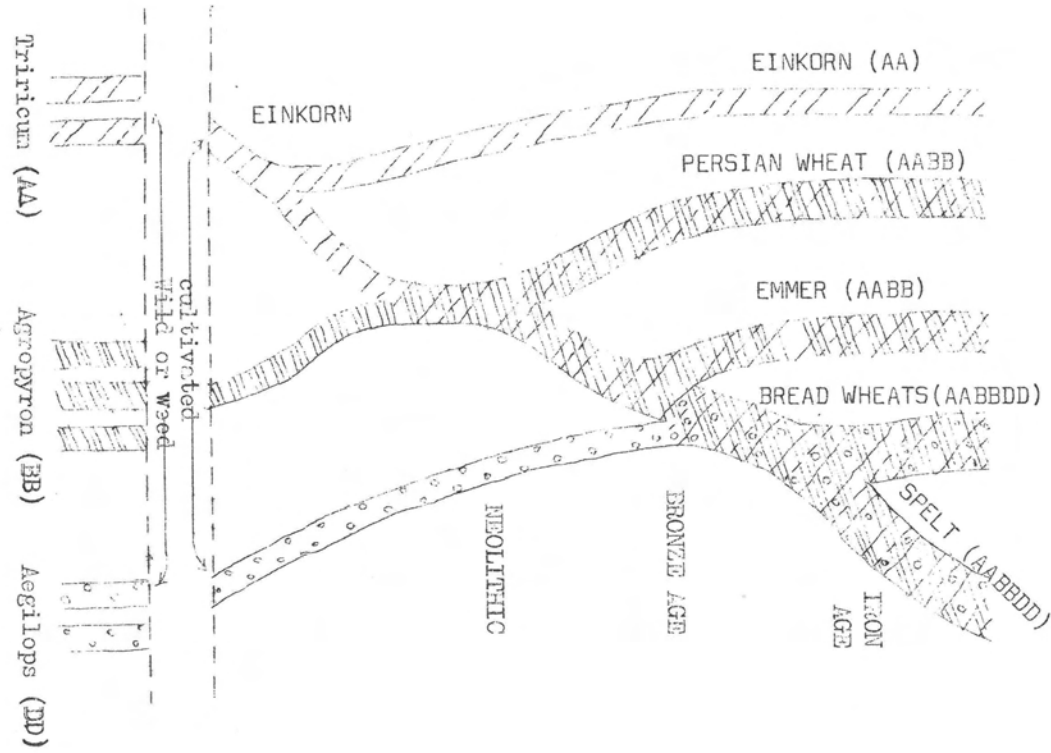 Triricum (AA)
Agropyron (BB)
Aegilops (DD)
Wild or Weed
cultivated
EINKORN
EINKORN (AA)
PERSIAN WHEAT (AABB)
EMMER (AABB)
BREAD WHEATS(AABBDD)
SPELT (AABBDD)
NEOLITHIC
BRONZE AGE
IRON
AGE